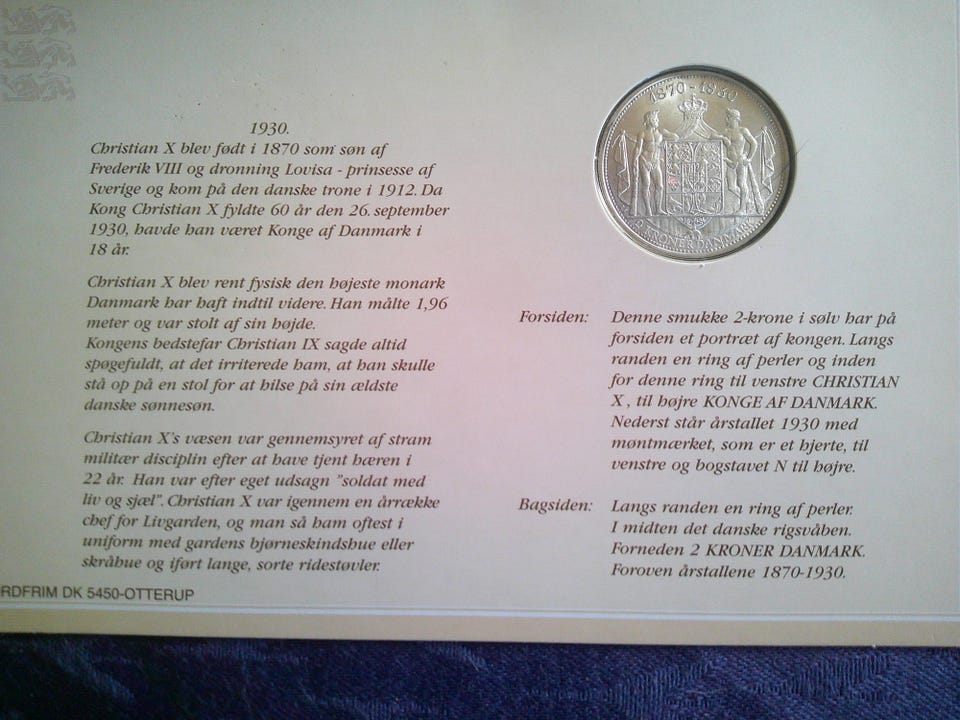 1930.
Christian X blev født i 1870 som søn af
Frederik VIII og dronning Lovisa - prinsesse af
Sverige og kom på den danske trone i 1912. Da
Kong Christian X fyldte 60 år den 26. september
1930, havde han været Konge af Danmark i
18 år.
Christian X blev rent fysisk den højeste monark
Danmark har haft indtil videre. Han målte 1,96
meter og var stolt af sin højde.
Kongens bedstefar Christian IX sagde altid
spøgefuldt, at det irriterede ham, at han skulle
stå op på en stol for at hilse på sin ældste
danske sønnesøn.
Christian X's væsen var gennemsyret af stram
militær disciplin efter at have tjent hæren i
22 år. Han var efter eget udsagn "soldat med
liv og sjæl". Christian X var igennem en årrække
chef for Livgarden, og man så ham oftest i
uniform med gardens bjørneskindshue eller
skråhue og iført lange, sorte ridestøvler.
RDFRIM DK 5450-OTTERUP
1870 - 1930
2 KRONER DANMARK
Forsiden: Denne smukke 2-krone i sølv har på
forsiden et portræt af kongen. Langs
randen en ring af perler og inden
for denne ring til venstre CHRISTIAN
X , til højre KONGE AF DANMARK.
Nederst står årstallet 1930 med
møntmærket, som er et hjerte, til
venstre og bogstavet N til højre.
Bagsiden: Langs randen en ring af perler.
I midten det danske rigsvåben.
Forneden 2 KRONER DANMARK.
Foroven årstallene 1870-1930.